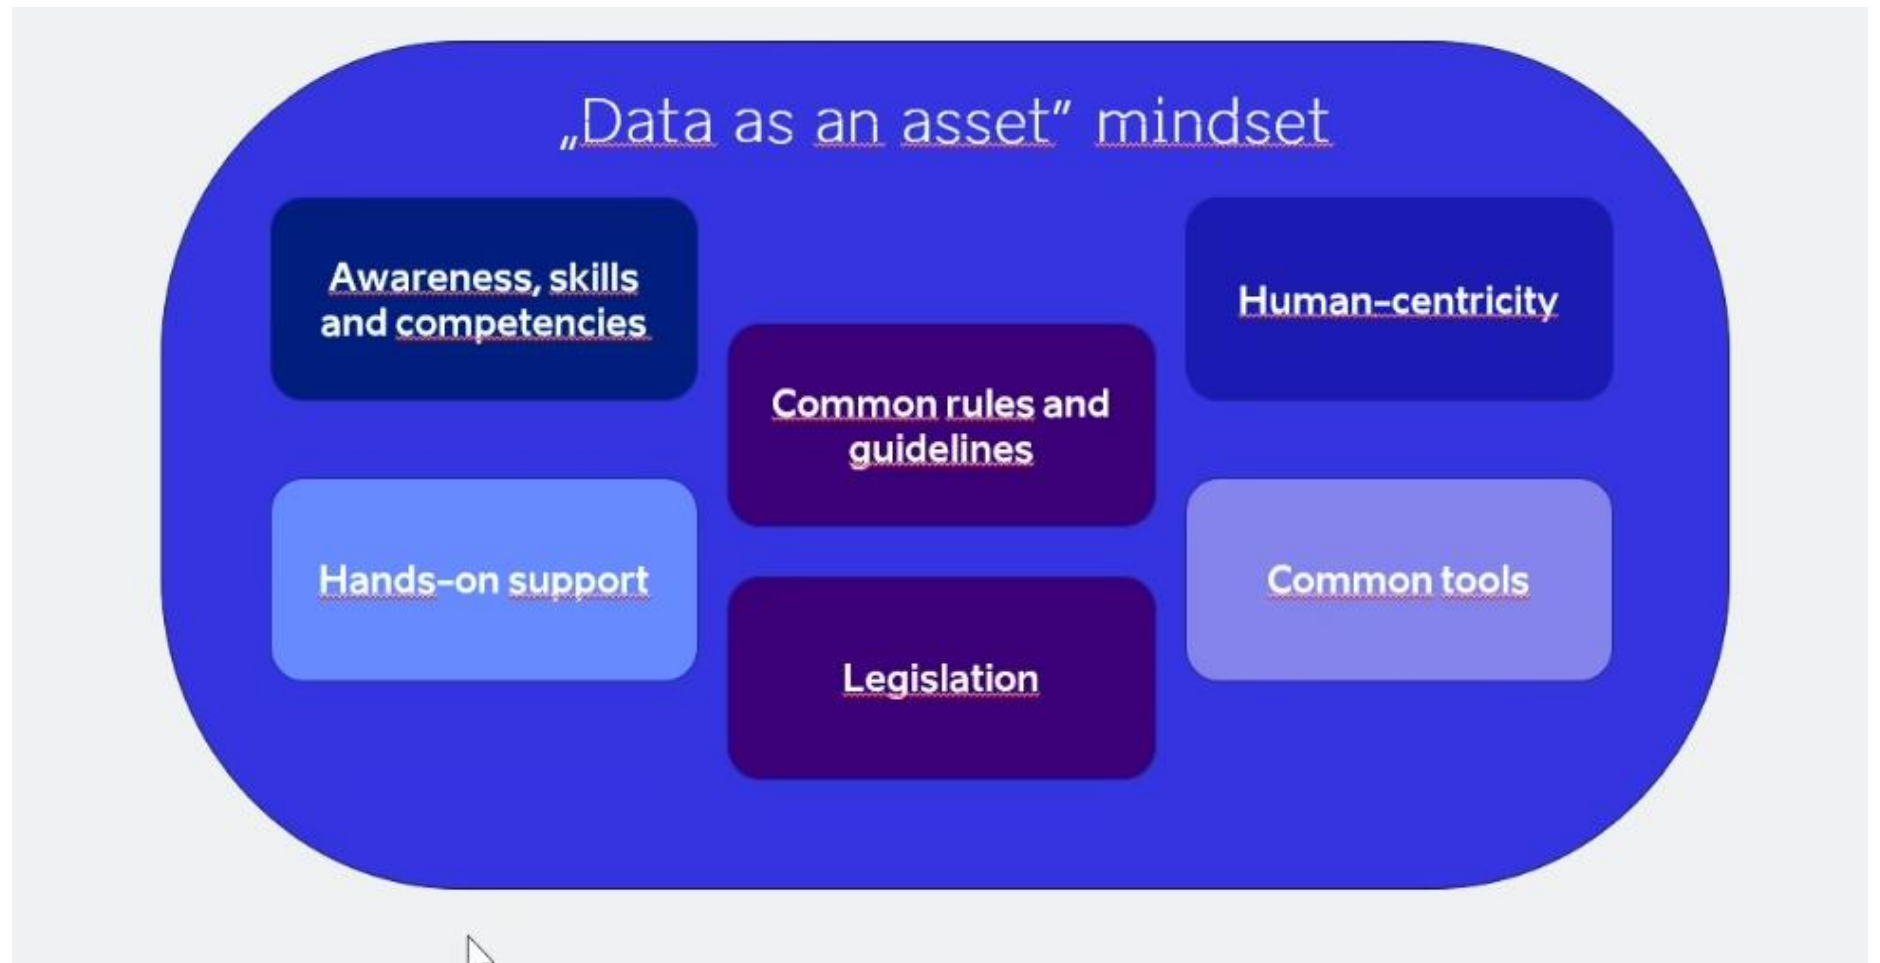 „Data as an asset” mindset
Awareness, skills
and competencies
Human-centricity
Common rules and
guidelines
Hands-on support
Common tools
Legislation